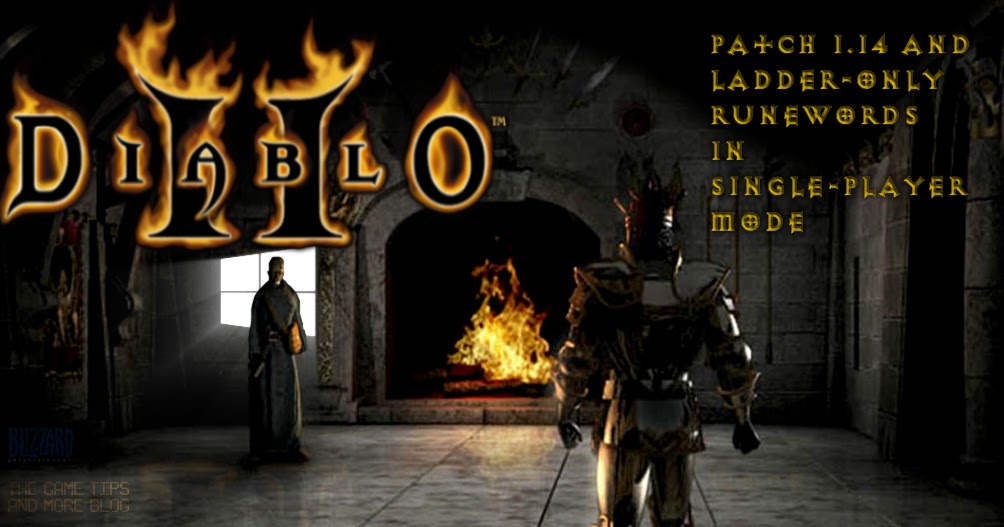 DIABLO
II
TM
PATCH 1.14 AND
LADDER-ONLY
RUNEWORDS
IN
SINGLE-PLAYER
MODE
BLIZZARD
THE GAME TIPS
AND MORE BLOG